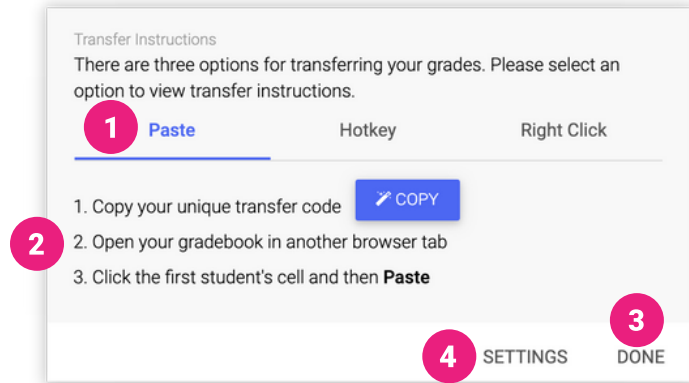 Transfer Instructions
There are three options for transferring your grades. Please select an
option to view transfer instructions.
1 Paste Hotkey Right Click
1. Copy your unique transfer code COPY
2 2. Open your gradebook in another browser tab
3. Click the first student's cell and then Paste
3
4 SETTINGS DONE